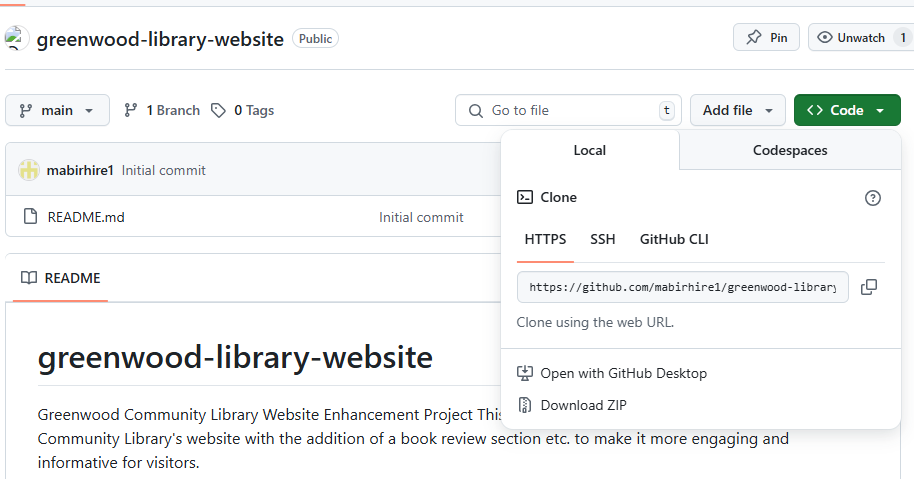 greenwood-library-website Public
Pin
Unwatch 1
main
1 Branch
0 Tags
Go to file t
Add file
Code
mabirhire1 Initial commit
README.md Initial commit
Local Codespaces
Clone
HTTPS SSH GitHub CLI
https://github.com/mabirhire1/greenwood-library
Clone using the web URL.
Open with GitHub Desktop
Download ZIP
README
greenwood-library-website
Greenwood Community Library Website Enhancement Project This
Community Library's website with the addition of a book review section etc. to make it more engaging and
informative for visitors.